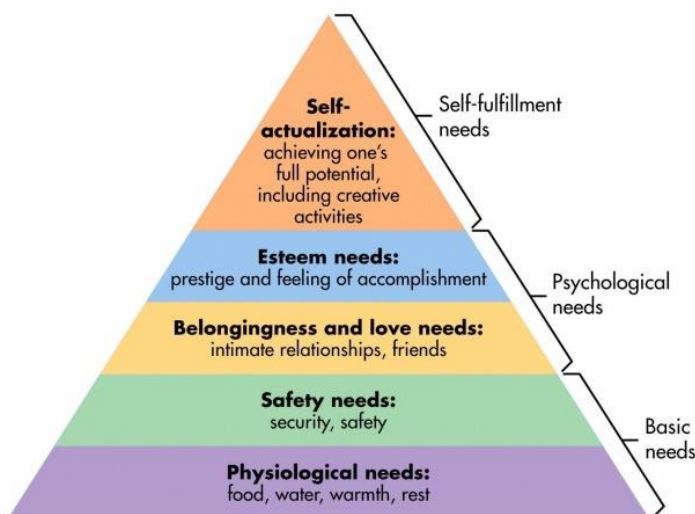 Self-
actualization:
achieving one's
full potential,
including creative
activities
Self-fulfillment
needs
Esteem needs:
prestige and feeling of accomplishment
Belongingness and love needs:
intimate relationships, friends
Psychological
needs
Safety needs:
security, safety
Physiological needs:
food, water, warmth, rest
Basic
needs